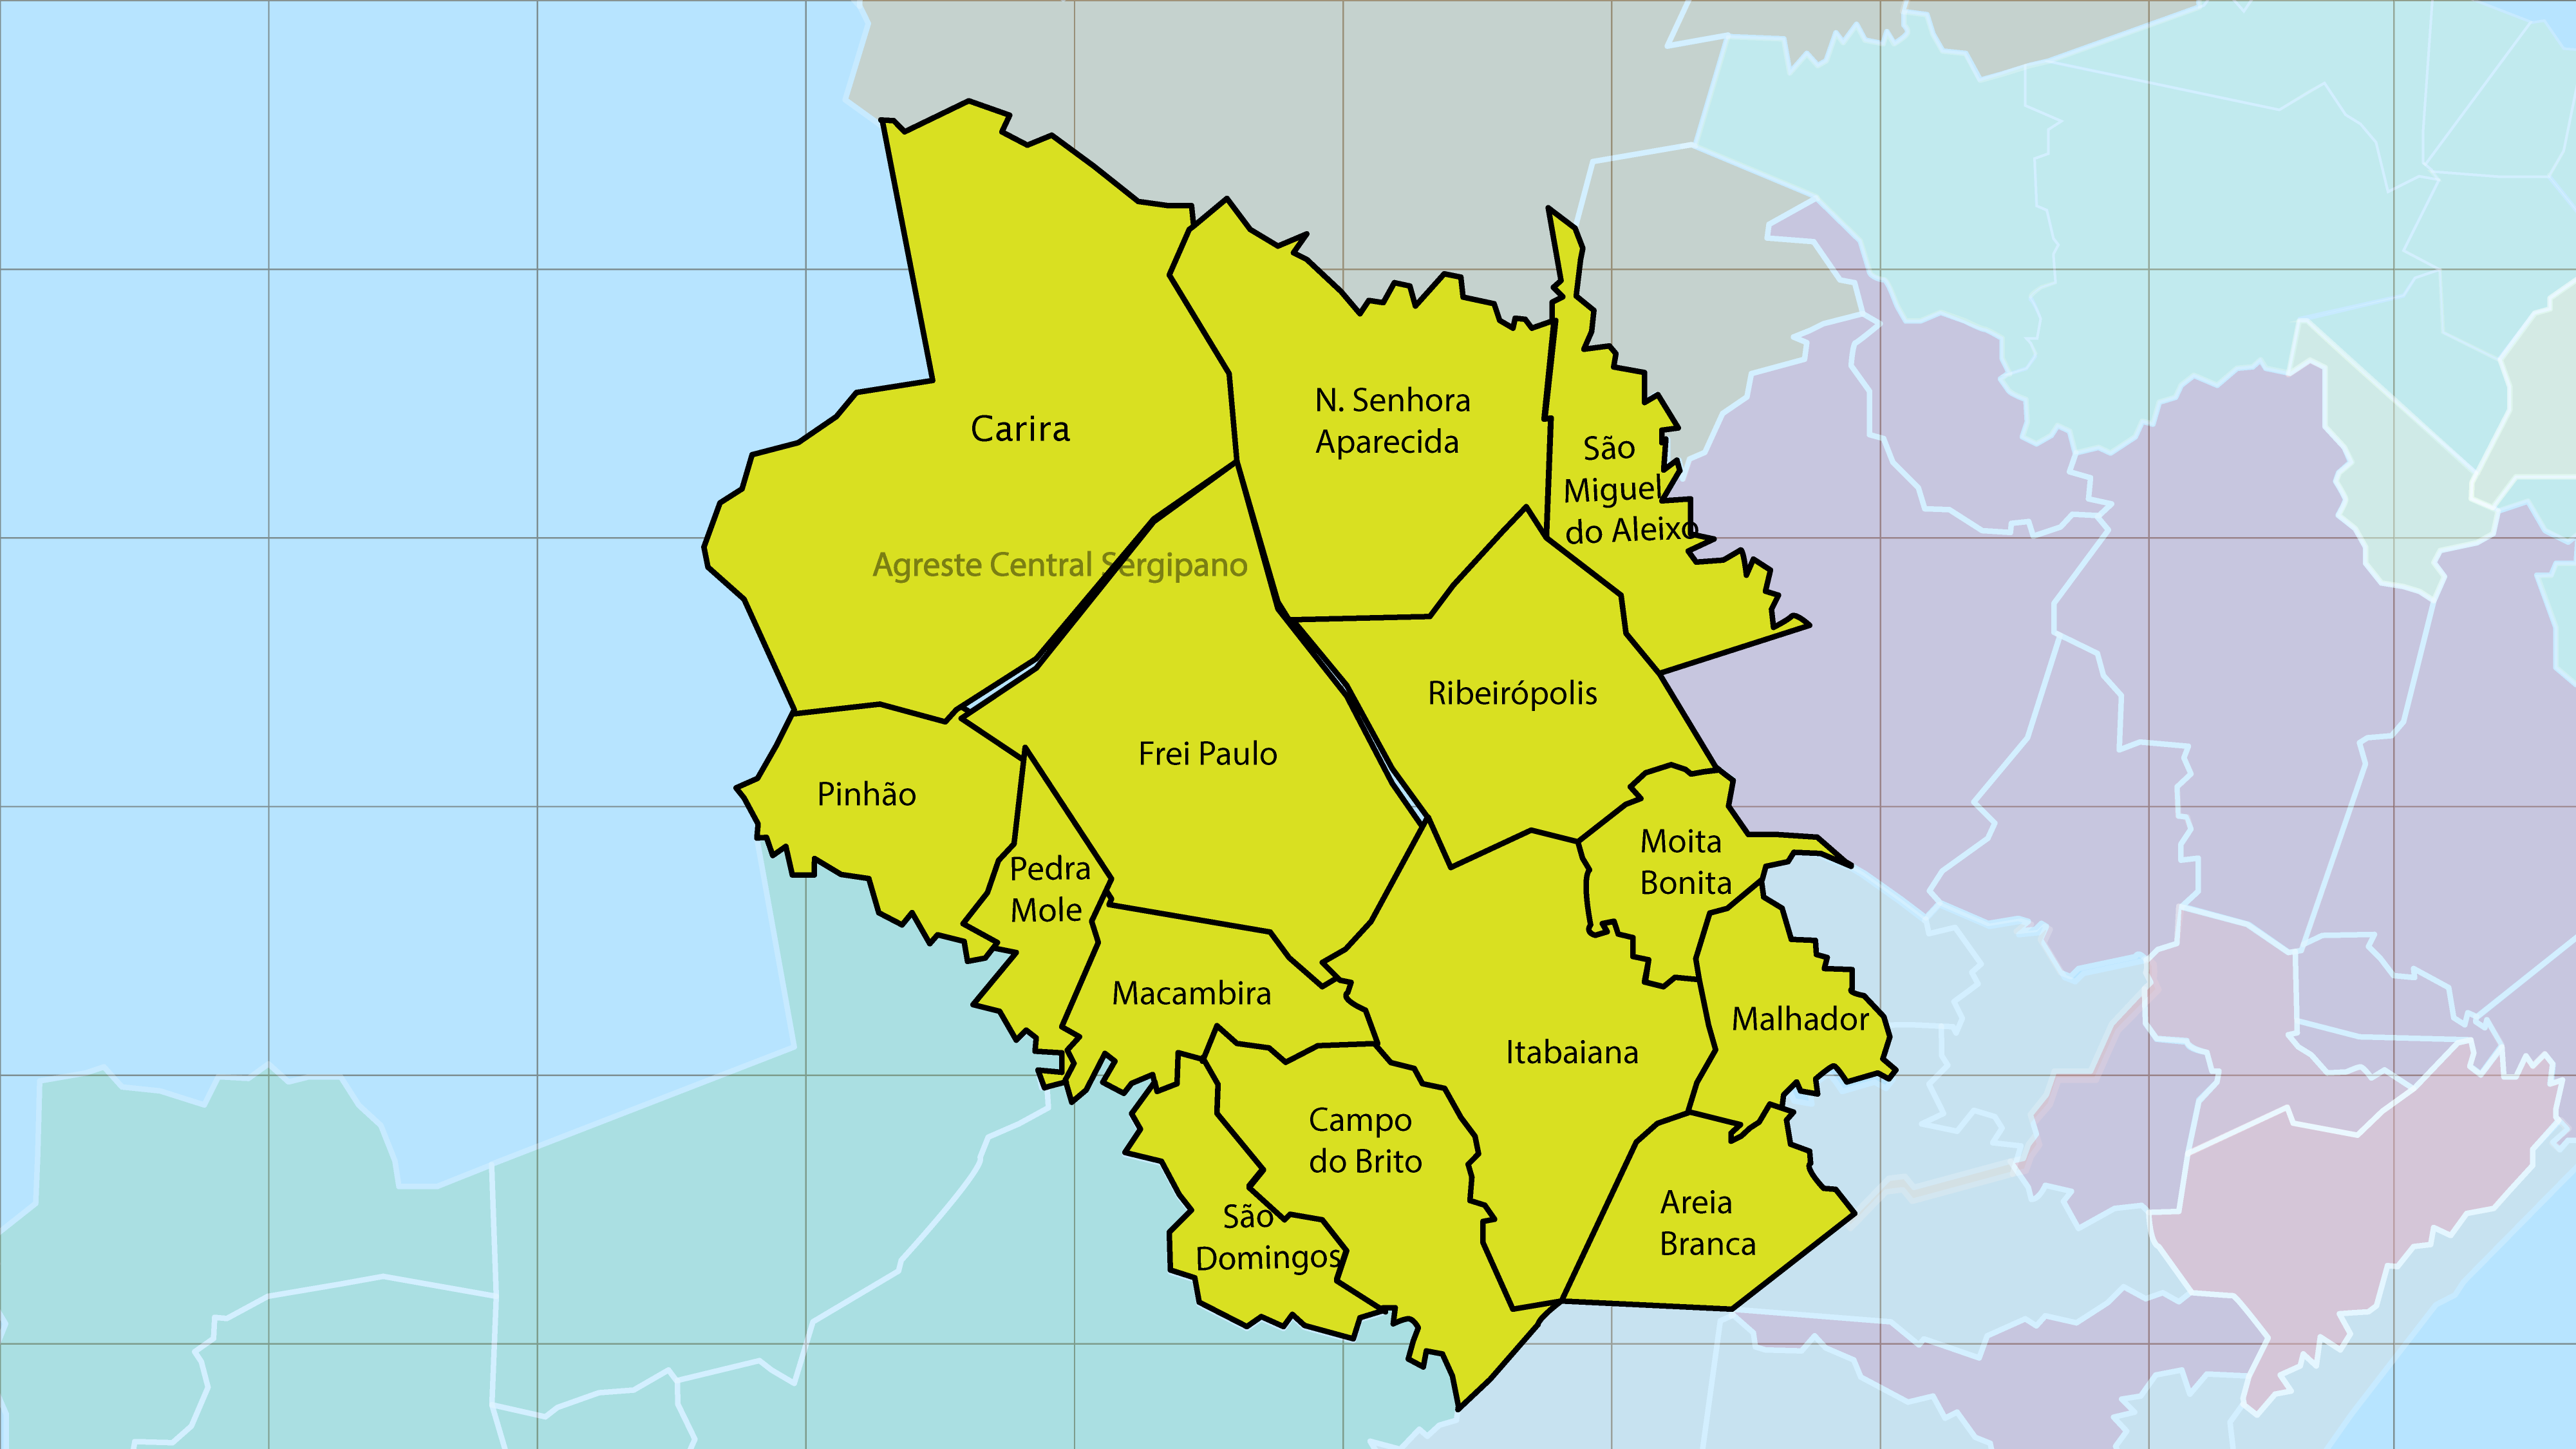 N. Senhora
Aparecida
Carira
São
Miguel
do Aleixo
Agreste Central Sergipano
Ribeirópolis
Frei Paulo
Pinhão
Moita
Bonita
Pedra
Mole
Macambira
Malhador
Itabaiana
Campo
do Brito
Areia
Branca
São
Domingos